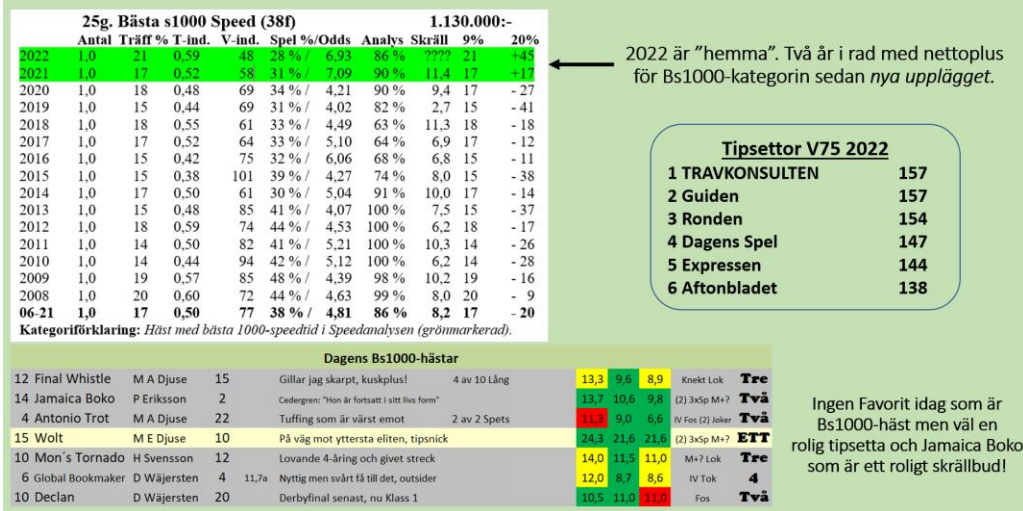 25g. Bästa s1000 Speed (38f) 1.130.000:-
Antal Träff % T-ind. V-ind. Spel %/Odds Analys Skräll 9% 20%
2022 1,0 21 0,59 48 28 % / 6,93 86 % ???? 21 +45
2021 1,0 17 0,52 58 31 % / 7,09 90 % 11,4 17 +17
2020 1,0 18 0,48 69 34 % / 4,21 90 % 9,4 17 - 27
2019 1,0 15 0,44 69 31 % / 4,02 82 % 2,7 15 - 41
2018 1,0 18 0,55 61 33 % / 4,49 63 % 11,3 18 - 18
2017 1,0 17 0,52 64 33 % / 5,10 64 % 6,9 17 - 12
2016 1,0 15 0,42 75 32 % / 6,06 68 % 6,8 15 - 11
2015 1,0 15 0,38 101 39 % / 4,27 74 % 8,0 15 - 38
2014 1,0 17 0,50 61 30 % / 5,04 91 % 10,0 17 - 14
2013 1,0 15 0,48 85 41 % / 4,07 100 % 7,5 15 - 37
2012 1,0 18 0,59 74 44 % / 4,53 100 % 6,2 18 - 17
2011 1,0 14 0,50 82 41 % / 5,21 100 % 10,3 14 - 26
2010 1,0 14 0,44 94 42 % / 5,12 100 % 6,2 14 - 28
2009 1,0 19 0,57 85 48 % / 4,39 98 % 10,2 19 - 16
2008 1,0 20 0,60 72 44 % / 4,63 99 % 8,0 20 - 9
06-21 1,0 17 0,50 77 38 % / 4,81 86 % 8,2 17 - 20
Kategoriförklaring: Häst med bästa 1000-speedtid i Speedanalysen (grönmarkerad).
2022 är ”hemma”. Två år i rad med nettoplus
för Bs1000-kategorin sedan nya upplägget.
Tipsettor V75 2022
1 TRAVKONSULTEN 157
2 Guiden 157
3 Ronden 154
4 Dagens Spel 147
5 Expressen 144
6 Aftonbladet 138
Dagens Bs1000-hästar
12 Final Whistle M A Djuse 15 Gillar jag skarpt, kuskplus! 4 av 10 Lång 13,3 9,6 8,9 Knekt Lok Tre
14 Jamaica Boko P Eriksson 2 Cedergren: "Hon är fortsatt i sitt livs form" 13,7 10,6 9,8 (2) 3xSp M+? Två
4 Antonio Trot M A Djuse 22 Tuffing som är värst emot 2 av 2 Spets 11,3 9,0 6,6 IV Fos (2) Joker Två
15 Wolt M E Djuse 10 På väg mot yttersta eliten, tipsnick 24,3 21,6 21,6 (2) 3xSp M+? ETT
10 Mon´s Tornado H Svensson 12 Lovande 4-åring och givet streck 14,0 11,5 11,0 M+? Lok Tre
6 Global Bookmaker D Wäjersten 4 11,7a Nyttig men svårt få till det, outsider 12,0 8,7 8,6 IV Tok 4
10 Declan D Wäjersten 20 Derbyfinal senast, nu Klass 1 10,5 11,0 11,0 Fos Två
Ingen Favorit idag som är
Bs1000-häst men väl en
rolig tipsetta och Jamaica Boko
som är ett roligt skrällbud!